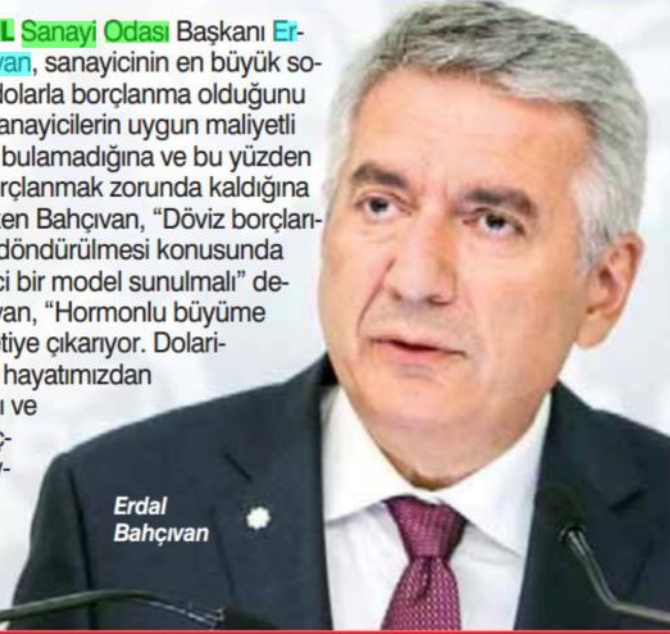 L Sanayi Odası Başkanı Er-
van, sanayicinin en büyük so-
dolarla borçlanma olduğunu
anayicilerin uygun maliyetli
bulamadığına ve bu yüzden
rçlanmak zorunda kaldığına
ken Bahçıvan, “Döviz borçları-
döndürülmesi konusunda
ci bir model sunulmalı” de-
van, “Hormonlu büyüme
tiye çıkarıyor. Dolari-
hayatımızdan
ı ve
ç-
Erdal
Bahçıvan